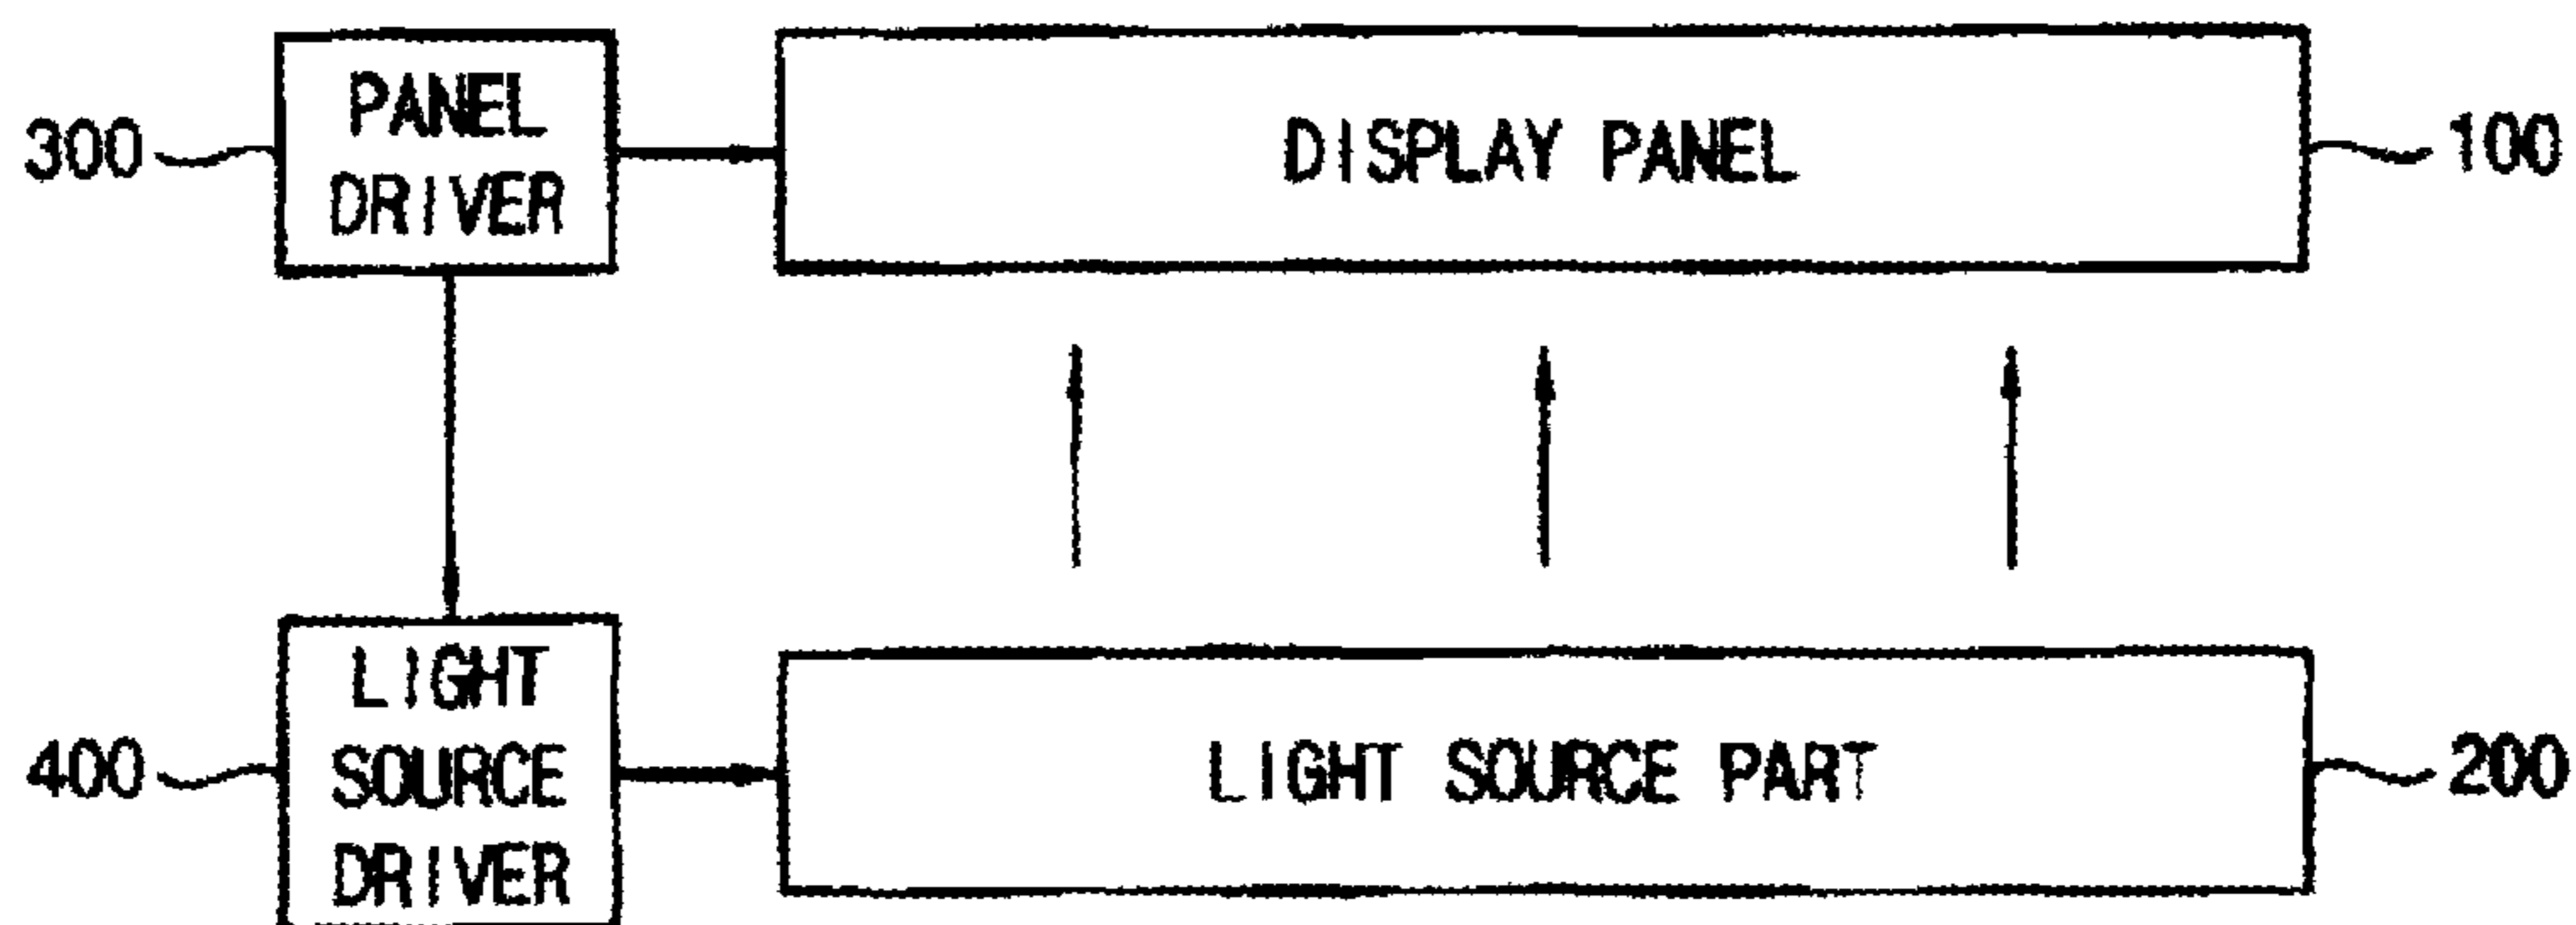 300
PANEL
DRIVER
DISPLAY PANEL
100
400
LIGHT
SOURCE
DRIVER
LIGHT SOURCE PART
200